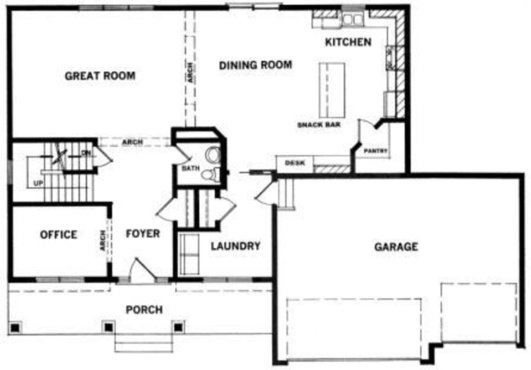 KITCHEN
GREAT ROOM
DINING ROOM
ARCH
SNACK BAR
ARCH
DN
BATH
PANTRY
DESK
UP
OFFICE
ARCH
FOYER
LAUNDRY
GARAGE
PORCH